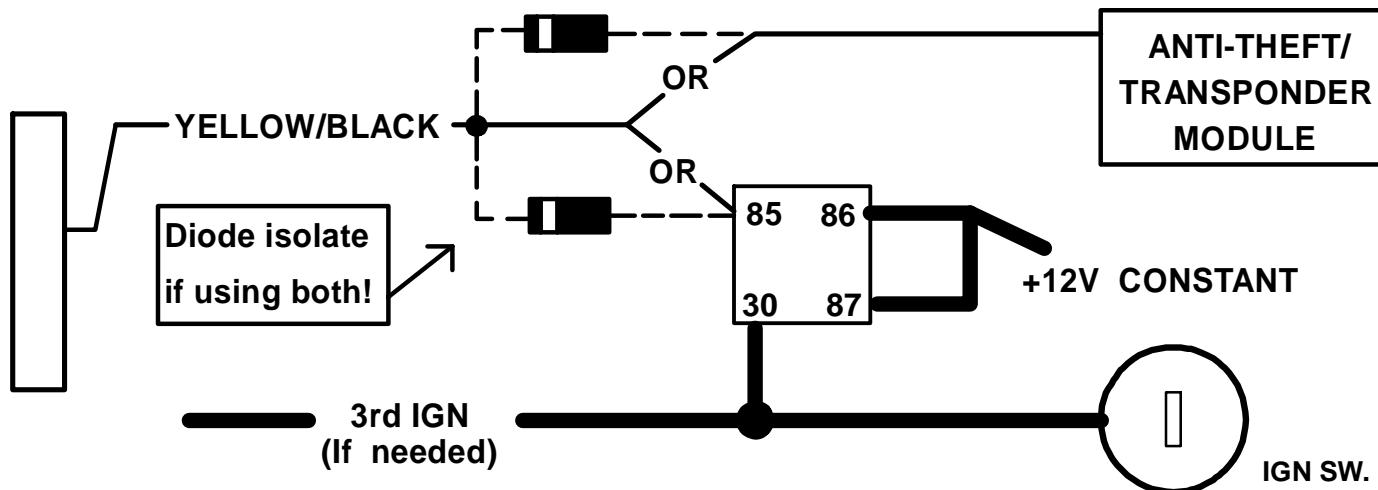 ANTI-THEFT/
TRANSPONDER
MODULE
OR
YELLOW/BLACK
OR
Diode isolate
if using both!
85 86
30 87
+12V CONSTANT
3rd IGN
(If needed)
IGN SW.